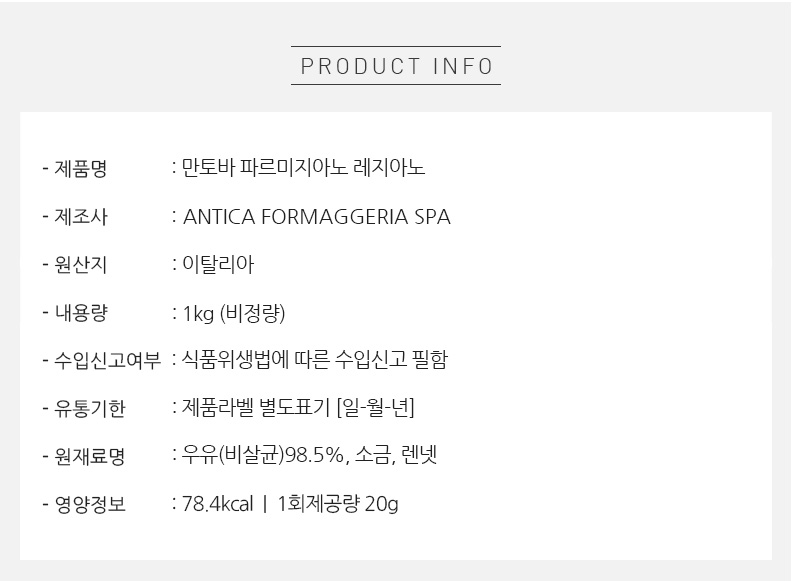 PRODUCT INFO
- 제품명 : 만토바 파르미지아노 레지아노
- 제조사 : ANTICA FORMAGGERIA SPA
- 원산지 : 이탈리아
- 내용량 : 1kg (비정량)
- 수입신고여부 : 식품위생법에 따른 수입신고 필함
- 유통기한 : 제품라벨 별도표기 [일-월-년]
- 원재료명 : 우유(비살균)98.5%, 소금, 렌넷
- 영양정보 : 78.4kcal | 1회제공량 20g